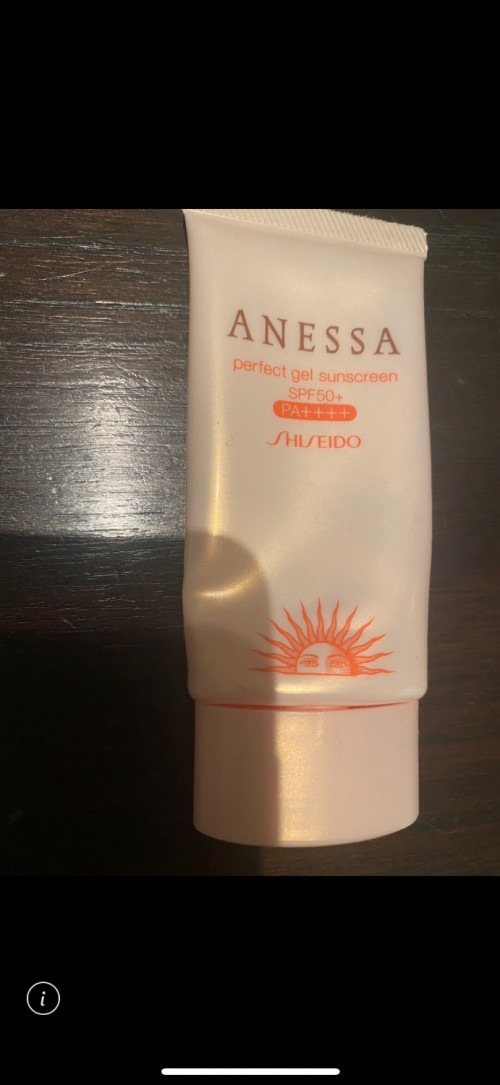 ANESSA
perfect gel sunscreen
SPF50+
PA++++
SHISEIDO
i